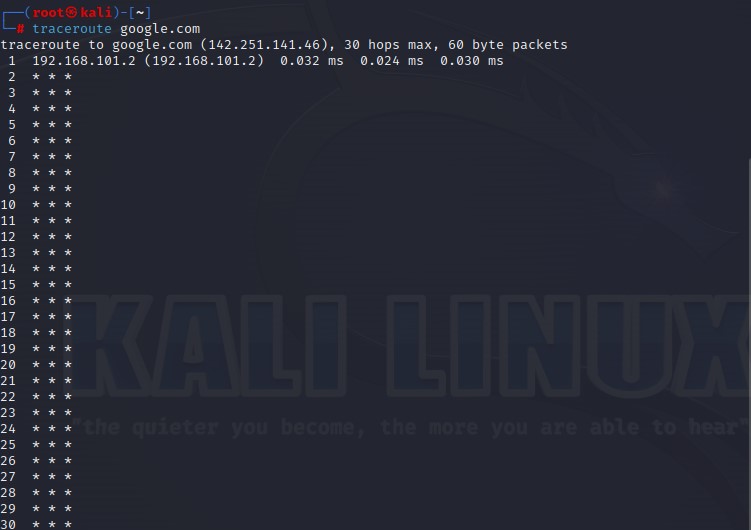 ┌──(root㉿kali)-[~]
└─# traceroute google.com
traceroute to google.com (142.251.141.46), 30 hops max, 60 byte packets
 1  192.168.101.2 (192.168.101.2)  0.032 ms  0.024 ms  0.030 ms
 2  * * *
 3  * * *
 4  * * *
 5  * * *
 6  * * *
 7  * * *
 8  * * *
 9  * * *
10  * * *
11  * * *
12  * * *
13  * * *
14  * * *
15  * * *
16  * * *
17  * * *
18  * * *
19  * * *
20  * * *
21  * * *
22  * * *
23  * * *
24  * * *
25  * * *
26  * * *
27  * * *
28  * * *
29  * * *
30  * * *
KALI LINUX
"the quieter you become, the more you are able to hear"